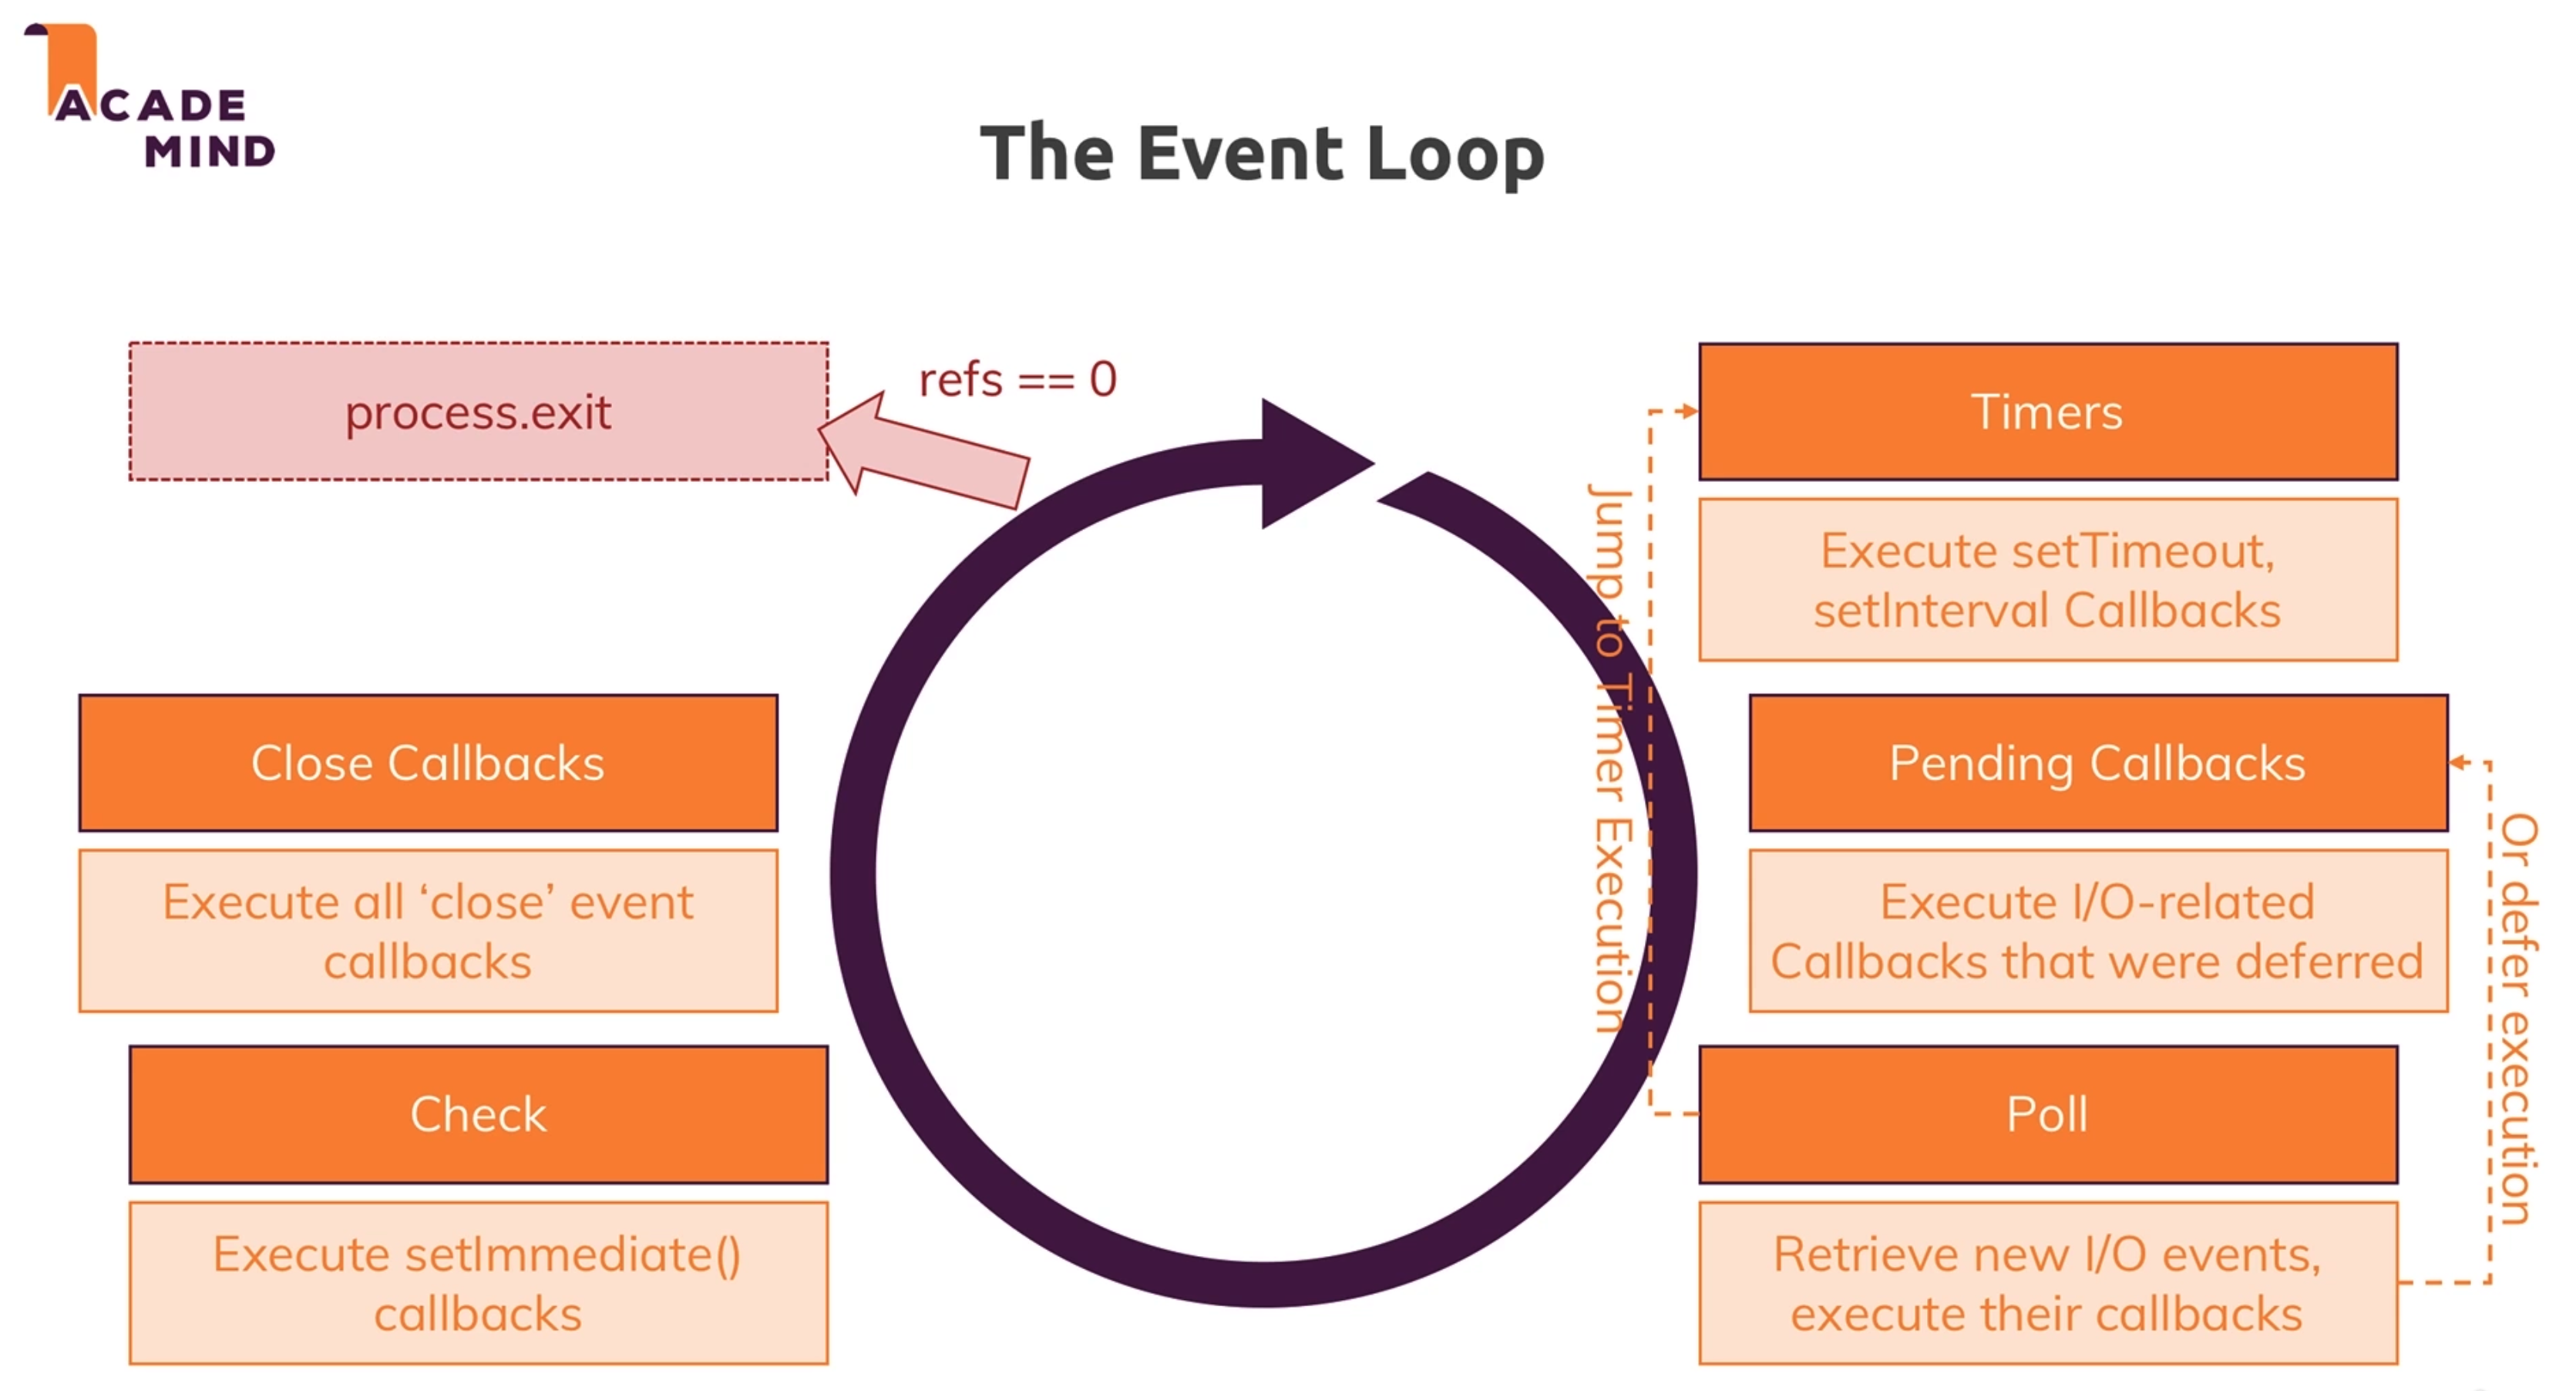 ACADE
MIND
The Event Loop
process.exit
refs == 0
Timers
Execute setTimeout,
setInterval Callbacks
Jump to Timer Execution
Close Callbacks
Execute all ‘close’ event
callbacks
Pending Callbacks
Execute I/O-related
Callbacks that were deferred
Or defer execution
Check
Execute setImmediate()
callbacks
Poll
Retrieve new I/O events,
execute their callbacks